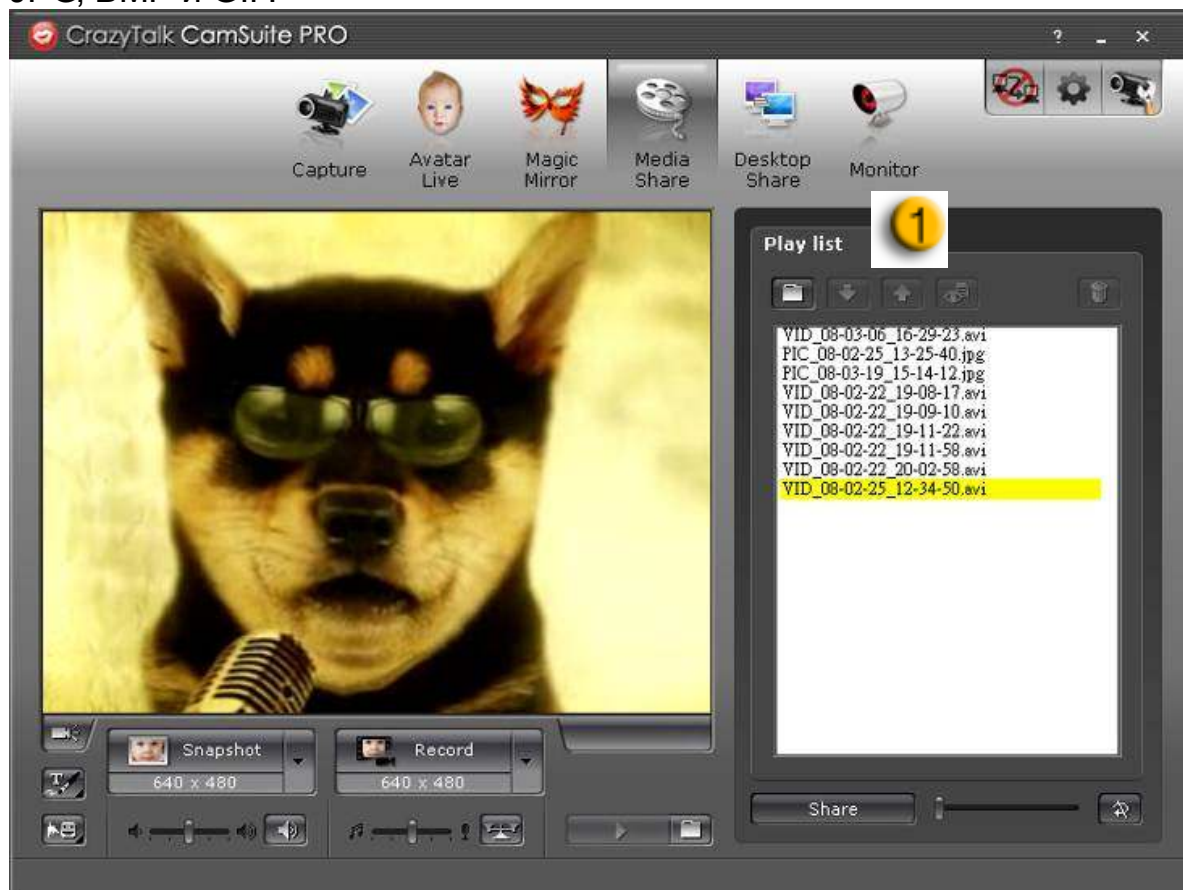 JPG, BMP и GIF.
CrazyTalk CamSuite PRO
? _ ×
Capture
Avatar
Live
Magic
Mirror
Media
Share
Desktop
Share
Monitor
1
Play list
VID_08-03-06_16-29-23.avi
PIC_08-02-25_13-25-40.jpg
PIC_08-03-19_15-14-12.jpg
VID_08-02-22_19-08-17.avi
VID_08-02-22_19-09-10.avi
VID_08-02-22_19-11-22.avi
VID_08-02-22_19-11-58.avi
VID_08-02-22_20-02-58.avi
VID_08-02-25_12-34-50.avi
Snapshot
640 x 480
Record
640 x 480
Share